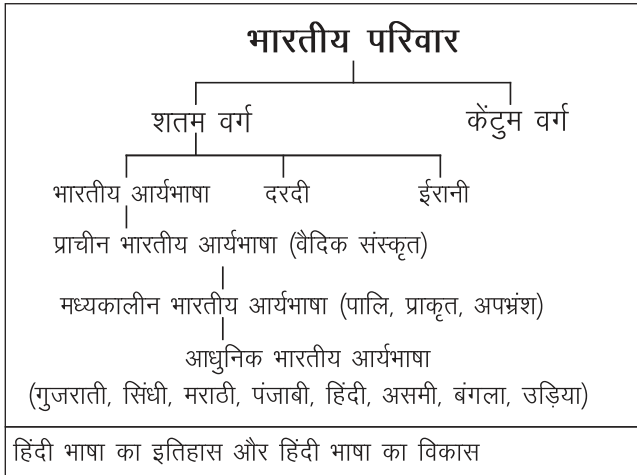 भारतीय परिवार
शतम वर्ग केंटुम वर्ग
भारतीय आर्यभाषा दरदी ईरानी
प्राचीन भारतीय आर्यभाषा (वैदिक संस्कृत)
मध्यकालीन भारतीय आर्यभाषा (पालि, प्राकृत, अपभ्रंश)
आधुनिक भारतीय आर्यभाषा
(गुजराती, सिंधी, मराठी, पंजाबी, हिंदी, असमी, बंगला, उड़िया)
हिंदी भाषा का इतिहास और हिंदी भाषा का विकास